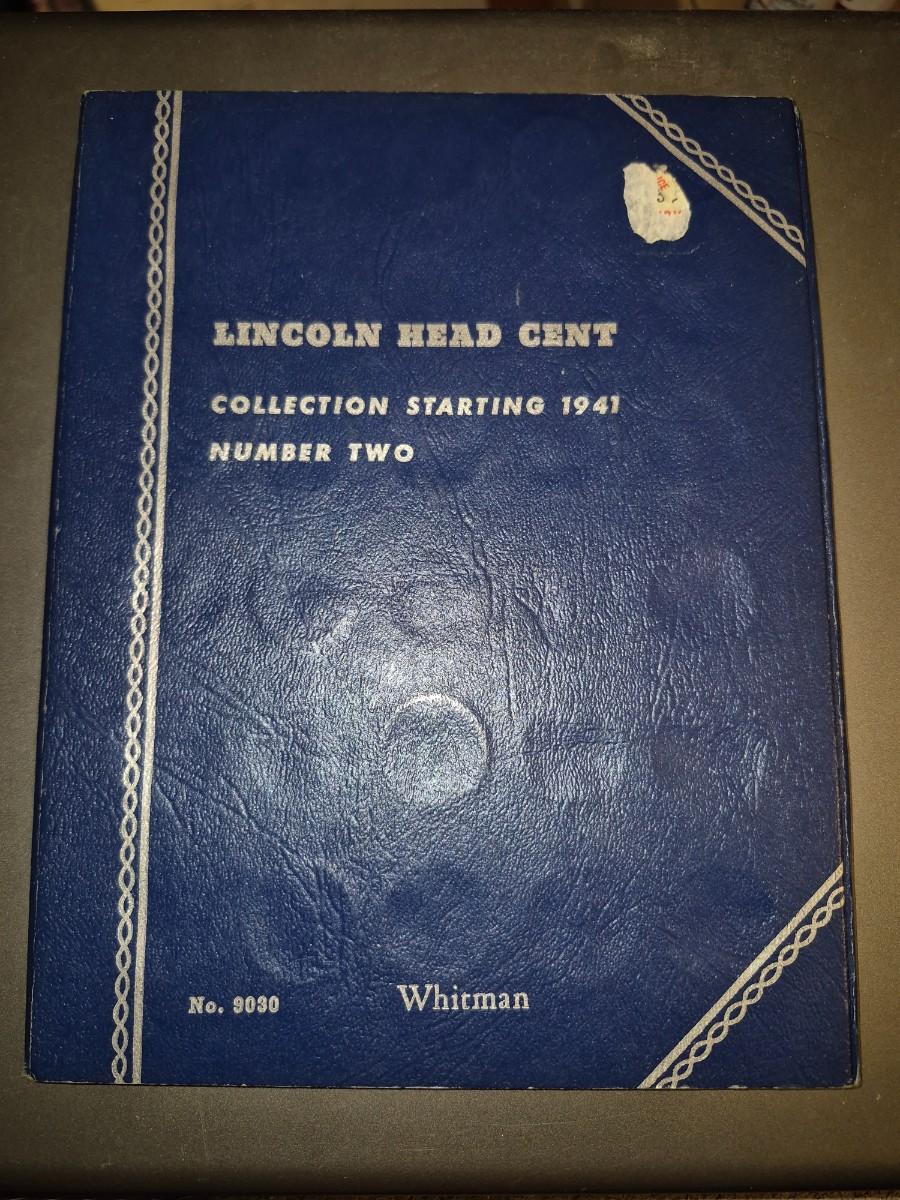 LINCOLN HEAD CENT
COLLECTION STARTING 1941
NUMBER TWO
No. 9030
Whitman